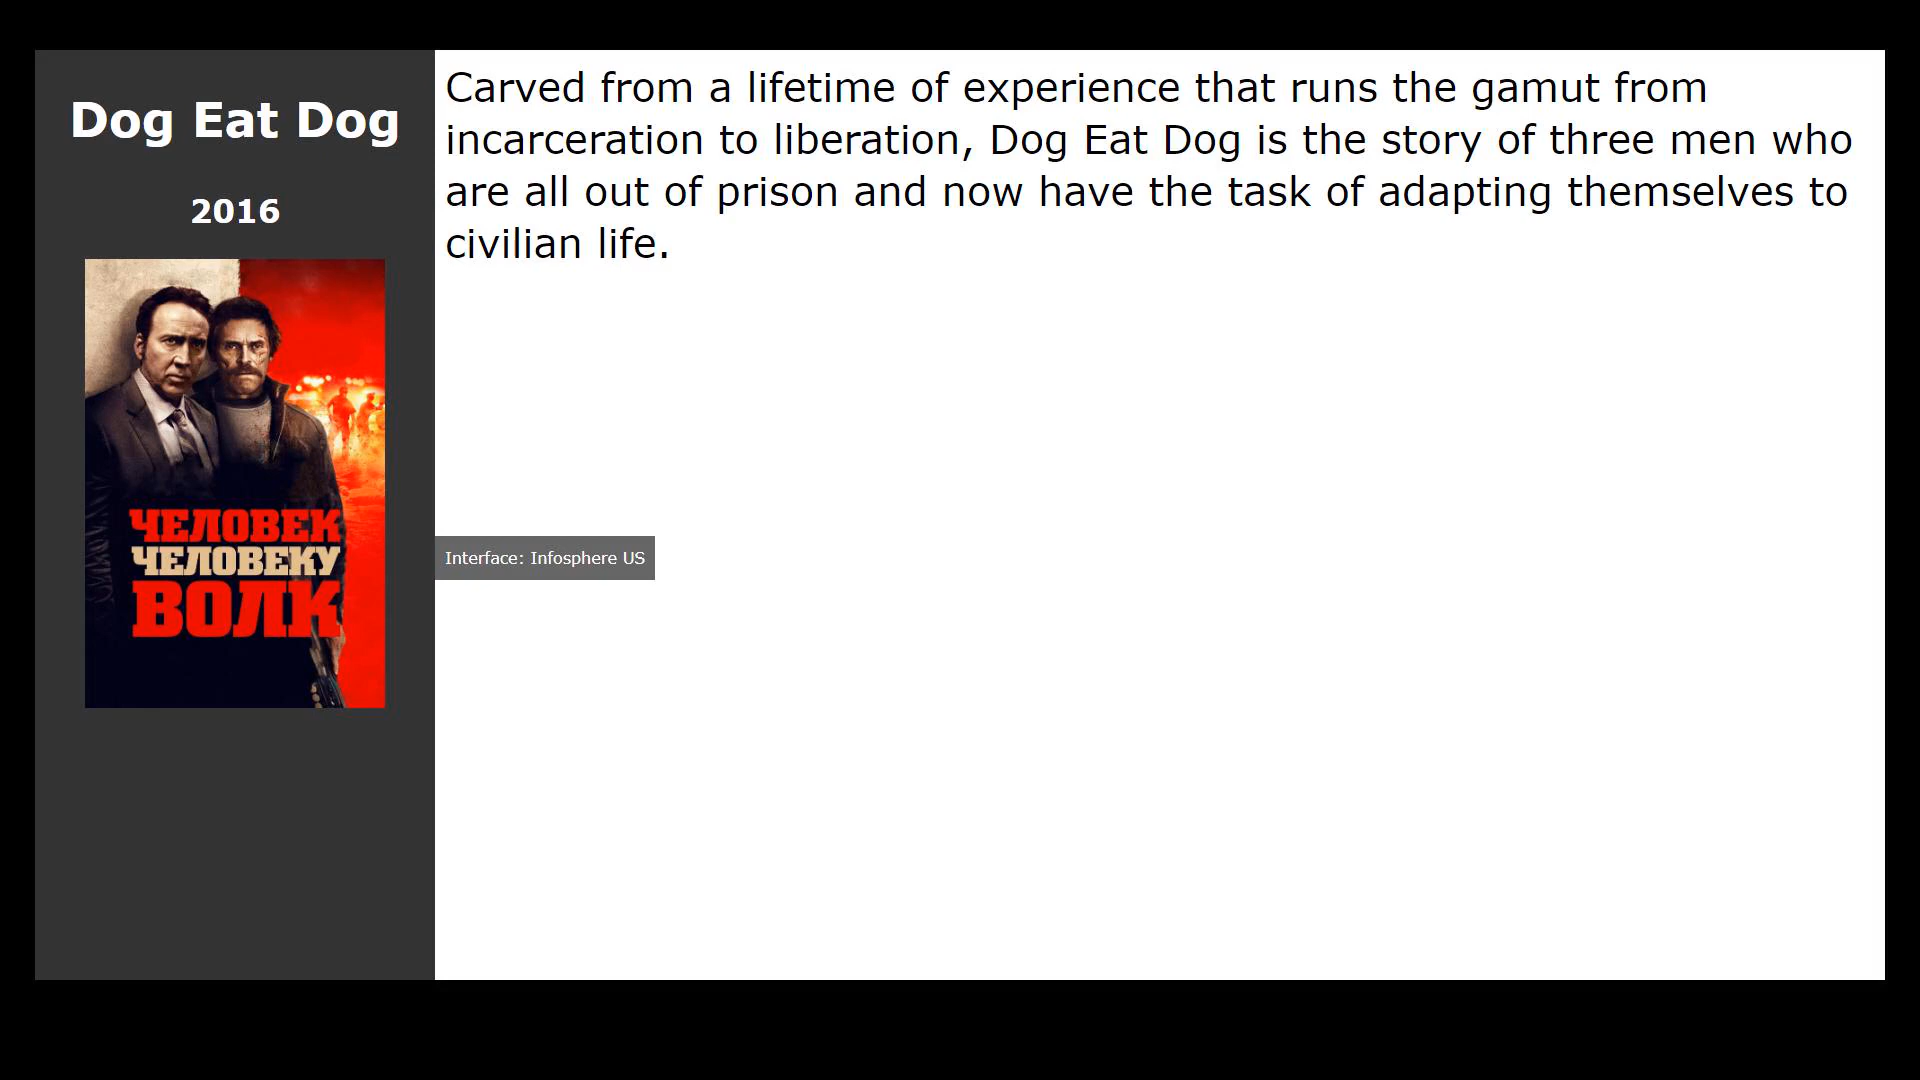 Dog Eat Dog
2016
ЧЕЛОВЕК
ЧЕЛОВЕКУ
ВОЛК
Carved from a lifetime of experience that runs the gamut from
incarceration to liberation, Dog Eat Dog is the story of three men who
are all out of prison and now have the task of adapting themselves to
civilian life.
Interface: Infosphere US